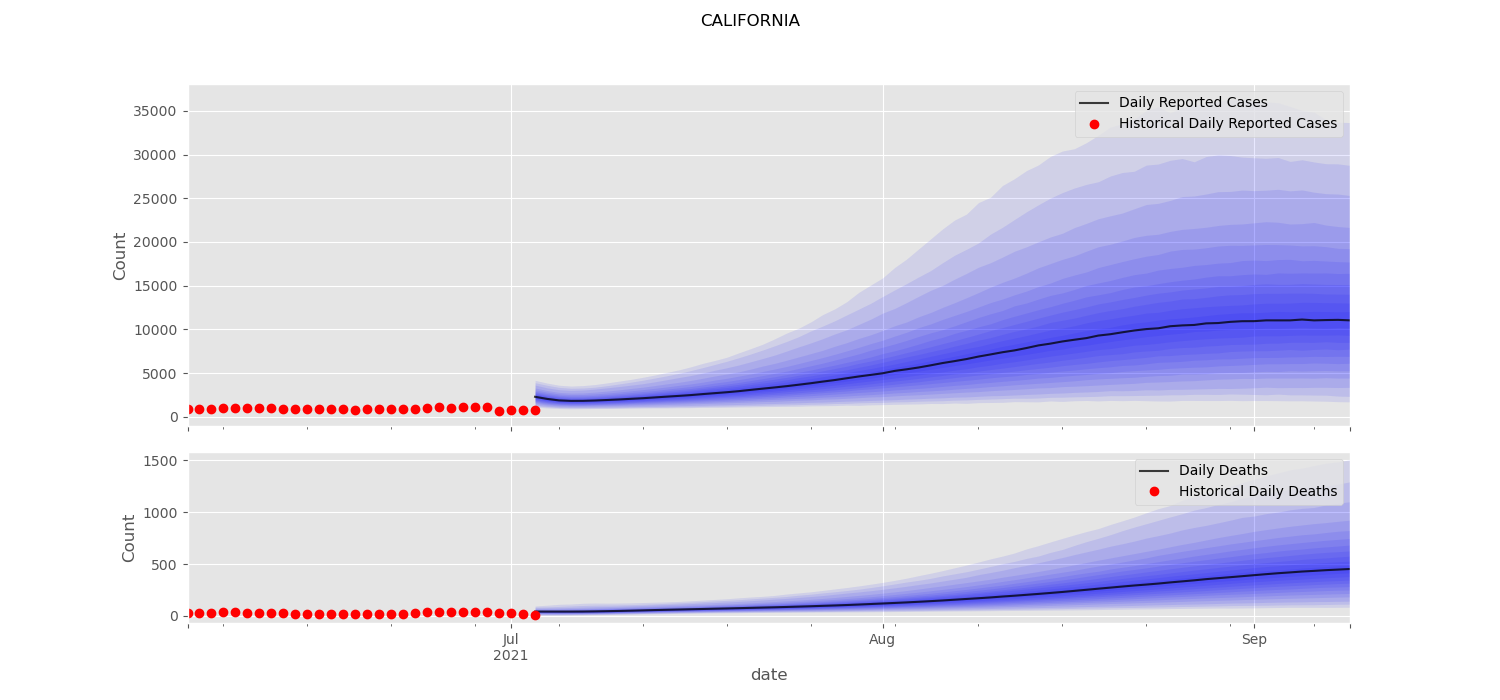 CALIFORNIA
35000
30000
25000
20000
15000
10000
5000
0
Count
Daily Reported Cases
Historical Daily Reported Cases
1500
1000
500
0
Count
Daily Deaths
Historical Daily Deaths
Jul
2021
Aug
Sep
date